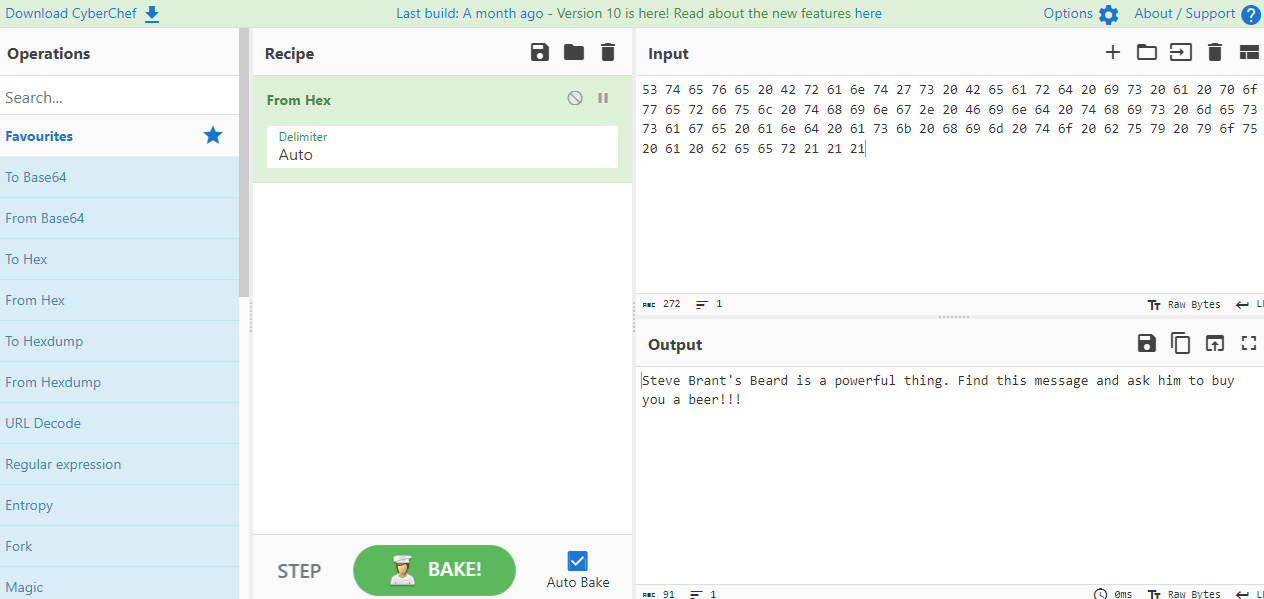 Download CyberChef
Last build: A month ago - Version 10 is here! Read about the new features here
Options
About / Support
Operations
Search...
Favourites
To Base64
From Base64
To Hex
From Hex
To Hexdump
From Hexdump
URL Decode
Regular expression
Entropy
Fork
Magic
Recipe
From Hex
Delimiter
Auto
STEP
BAKE!
Auto Bake
Input
53 74 65 76 65 20 42 72 61 6e 74 27 73 20 42 65 61 72 64 20 69 73 20 61 20 70 6f
77 65 72 66 75 6c 20 74 68 69 6e 67 2e 20 46 69 6e 64 20 74 68 69 73 20 6d 65 73
73 61 67 65 20 61 6e 64 20 61 73 6b 20 68 69 6d 20 74 6f 20 62 75 79 20 79 6f 75
20 61 20 62 65 65 72 21 21 21
ABC 272 1
Tт Raw Bytes
Output
Steve Brant's Beard is a powerful thing. Find this message and ask him to buy
you a beer!!!
ABC 91 1
0ms Tт Raw Bytes